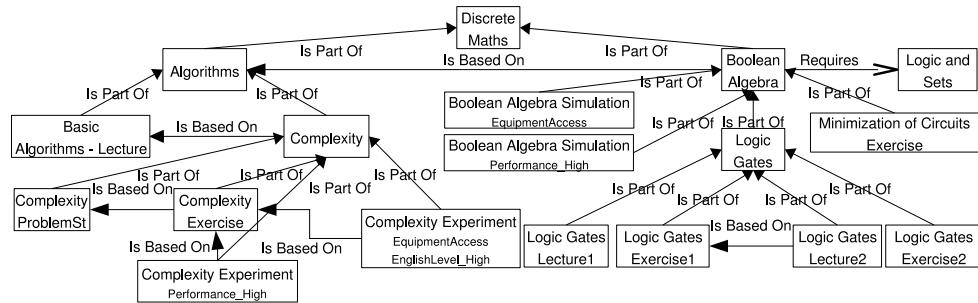 Discrete
Maths
Is Part Of
Is Part Of
Algorithms
Is Based On
Boolean
Algebra
Requires
Logic and
Sets
Is Part Of
Is Part Of
Is Part Of
Is Part Of
Boolean Algebra Simulation
EquipmentAccess
Basic
Algorithms - Lecture
Is Based On
Complexity
Is Part Of
Is Part Of
Minimization of Circuits
Exercise
Boolean Algebra Simulation
Performance_High
Logic
Gates
Is Part Of
Is Part Of
Is Part Of
Is Part Of
Is Based On
Complexity
ProblemSt
Complexity
Exercise
Is Part Of
Is Part Of
Is Part Of
Is Part Of
Complexity Experiment
EquipmentAccess
EnglishLevel_High
Is Based On
Is Based On
Complexity Experiment
Performance_High
Logic Gates
Lecture1
Logic Gates
Exercise1
Is Based On
Logic Gates
Lecture2
Logic Gates
Exercise2